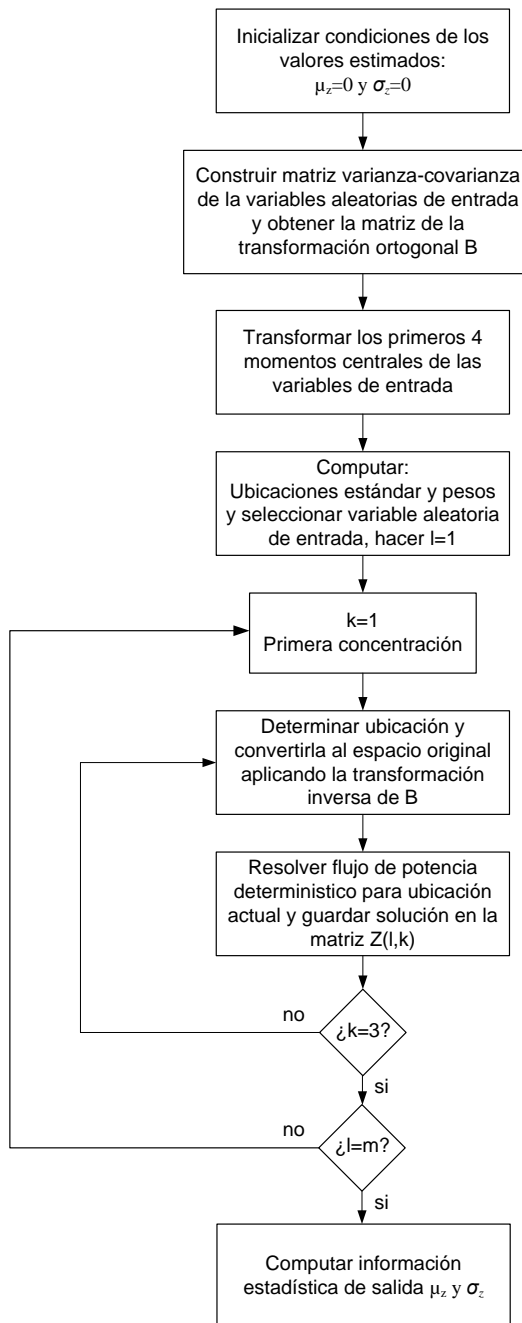 Inicializar condiciones de los
valores estimados:
μz=0 y σz=0
Construir matriz varianza-covarianza
de la variables aleatorias de entrada
y obtener la matriz de la
transformación ortogonal B
Transformar los primeros 4
momentos centrales de las
variables de entrada
Computar:
Ubicaciones estándar y pesos
y seleccionar variable aleatoria
de entrada, hacer l=1
k=1
Primera concentración
Determinar ubicación y
convertirla al espacio original
aplicando la transformación
inversa de B
Resolver flujo de potencia
deterministico para ubicación
actual y guardar solución en la
matriz Z(l,k)
no
¿k=3?
si
no
¿l=m?
si
Computar información
estadística de salida μz y σz